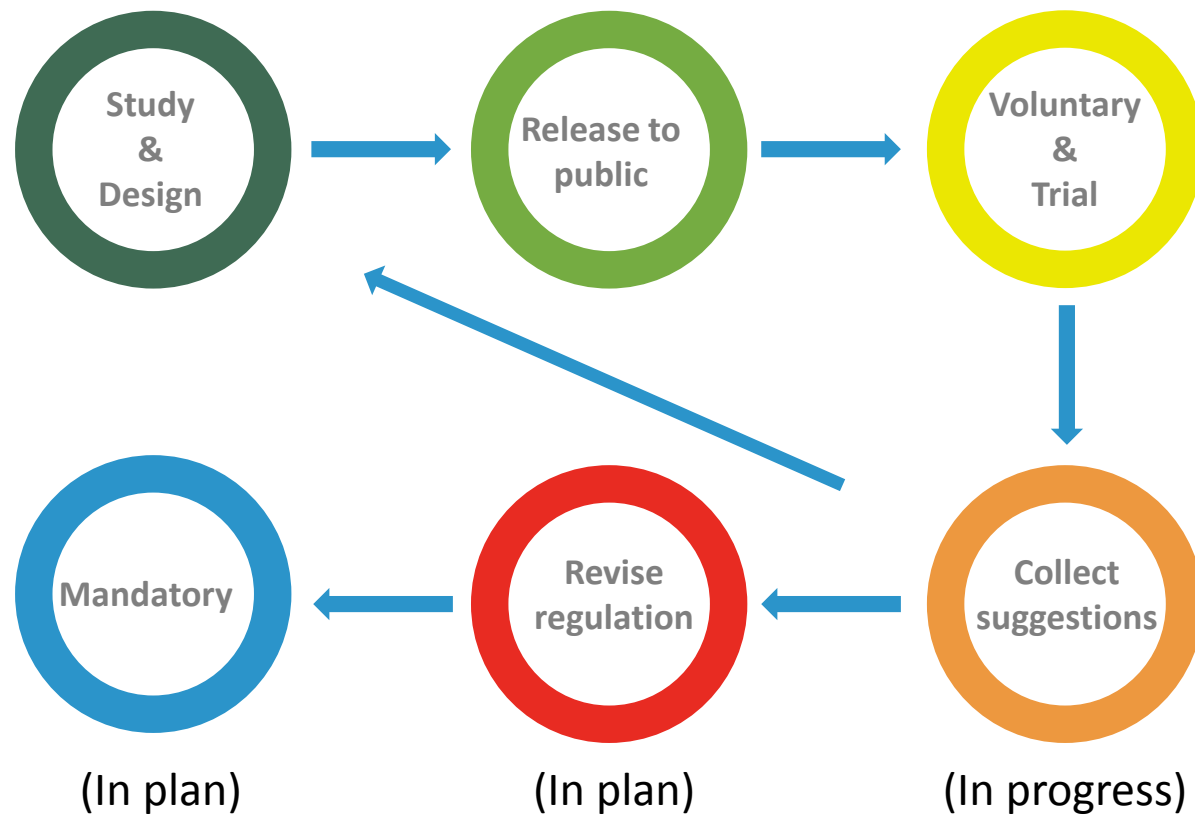 Study
&
Design
Release to
public
Voluntary
&
Trial
Mandatory
Revise
regulation
Collect
suggestions
(In plan)
(In plan)
(In progress)